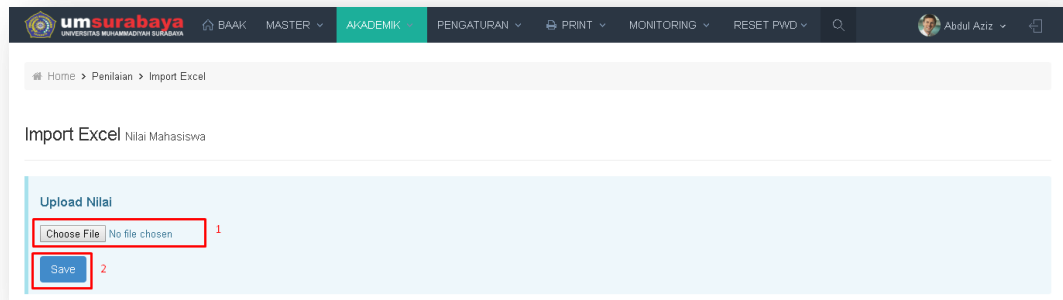 umsurabaya
UNIVERSITAS MUHAMMADIYAH SURABAYA
BAAK MASTER AKADEMIK PENGATURAN PRINT MONITORING RESET PWD Abdul Aziz
Home > Penilaian > Import Excel
Import Excel Nilai Mahasiswa
Upload Nilai
Choose File No file chosen 1
Save 2